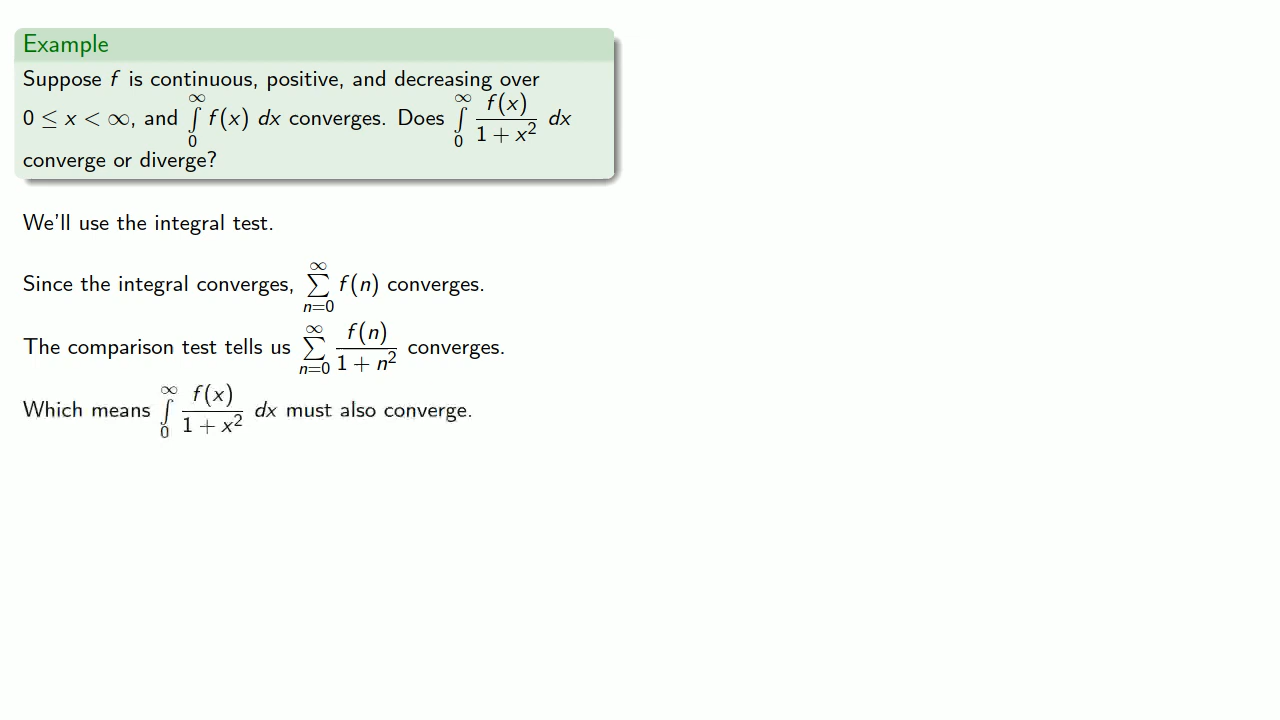 Example
Suppose f is continuous, positive, and decreasing over
0 ≤ x < ∞, and ∫₀^∞ f(x) dx converges. Does ∫₀^∞ f(x)/(1 + x²) dx
converge or diverge?
We'll use the integral test.
Since the integral converges, ∑_{n=0}^∞ f(n) converges.
The comparison test tells us ∑_{n=0}^∞ f(n)/(1 + n²) converges.
Which means ∫₀^∞ f(x)/(1 + x²) dx must also converge.